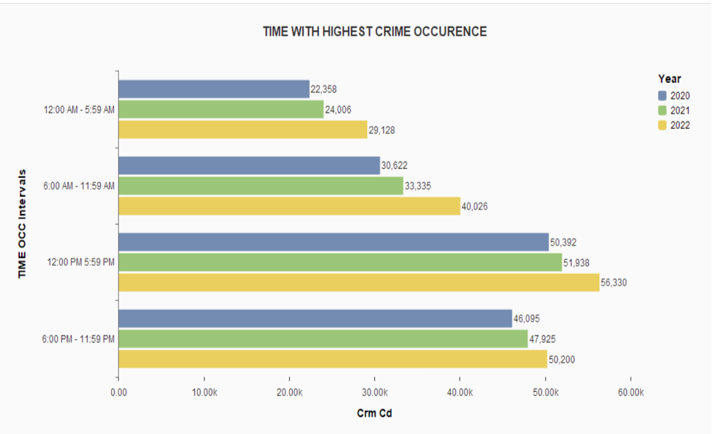 TIME WITH HIGHEST CRIME OCCURENCE
Year
2020
2021
2022
TIME OCC Intervals
12:00 AM - 5:59 AM
22,358
24,006
29,128
6:00 AM - 11:59 AM
30,622
33,335
40,026
12:00 PM 5:59 PM
50,392
51,938
56,330
6:00 PM - 11:59 PM
46,095
47,925
50,200
0.00 10.00k 20.00k 30.00k 40.00k 50.00k 60.00k
Crm Cd